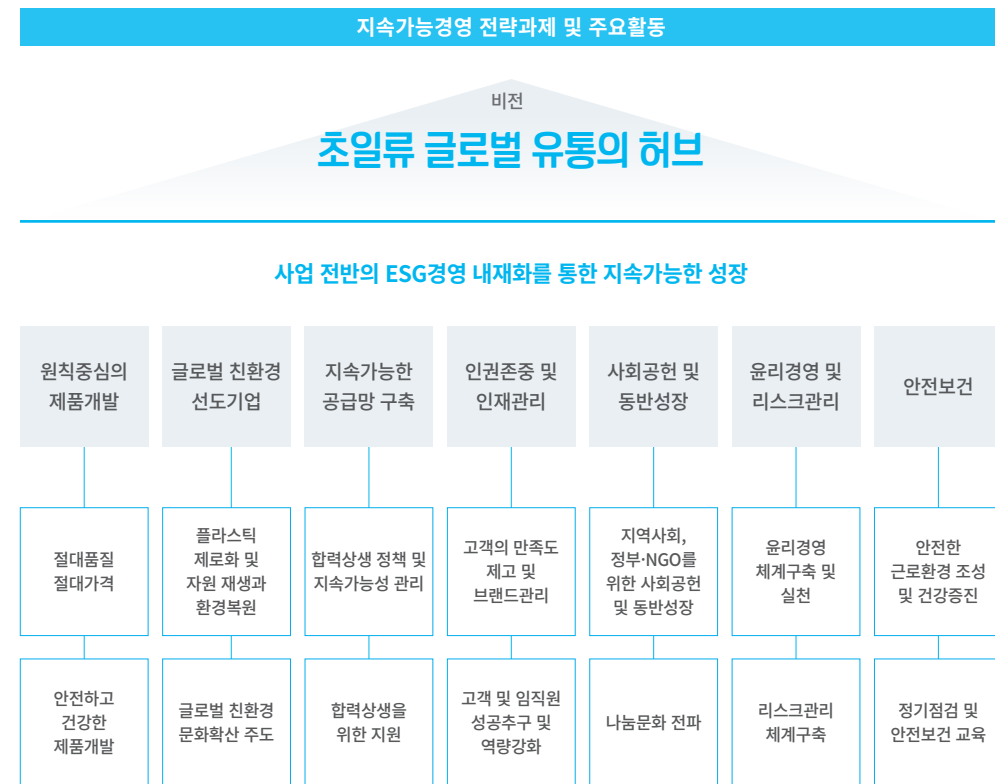 지속가능경영 전략과제 및 주요활동
비전
초일류 글로벌 유통의 허브
사업 전반의 ESG경영 내재화를 통한 지속가능한 성장
원칙중심의
제품개발
글로벌 친환경
선도기업
지속가능한
공급망 구축
인권존중 및
인재관리
사회공헌 및
동반성장
윤리경영 및
리스크관리
안전보건
절대품질
절대가격
플라스틱
제로화 및
자원 재생과
환경복원
합력상생 정책 및
지속가능성 관리
고객의 만족도
제고 및
브랜드관리
지역사회,
정부·NGO를
위한 사회공헌
및 동반성장
윤리경영
체계구축 및
실천
안전한
근로환경 조성
및 건강증진
안전하고
건강한
제품개발
글로벌 친환경
문화확산 주도
합력상생을
위한 지원
고객 및 임직원
성공추구 및
역량강화
나눔문화 전파
리스크관리
체계구축
정기점검 및
안전보건 교육